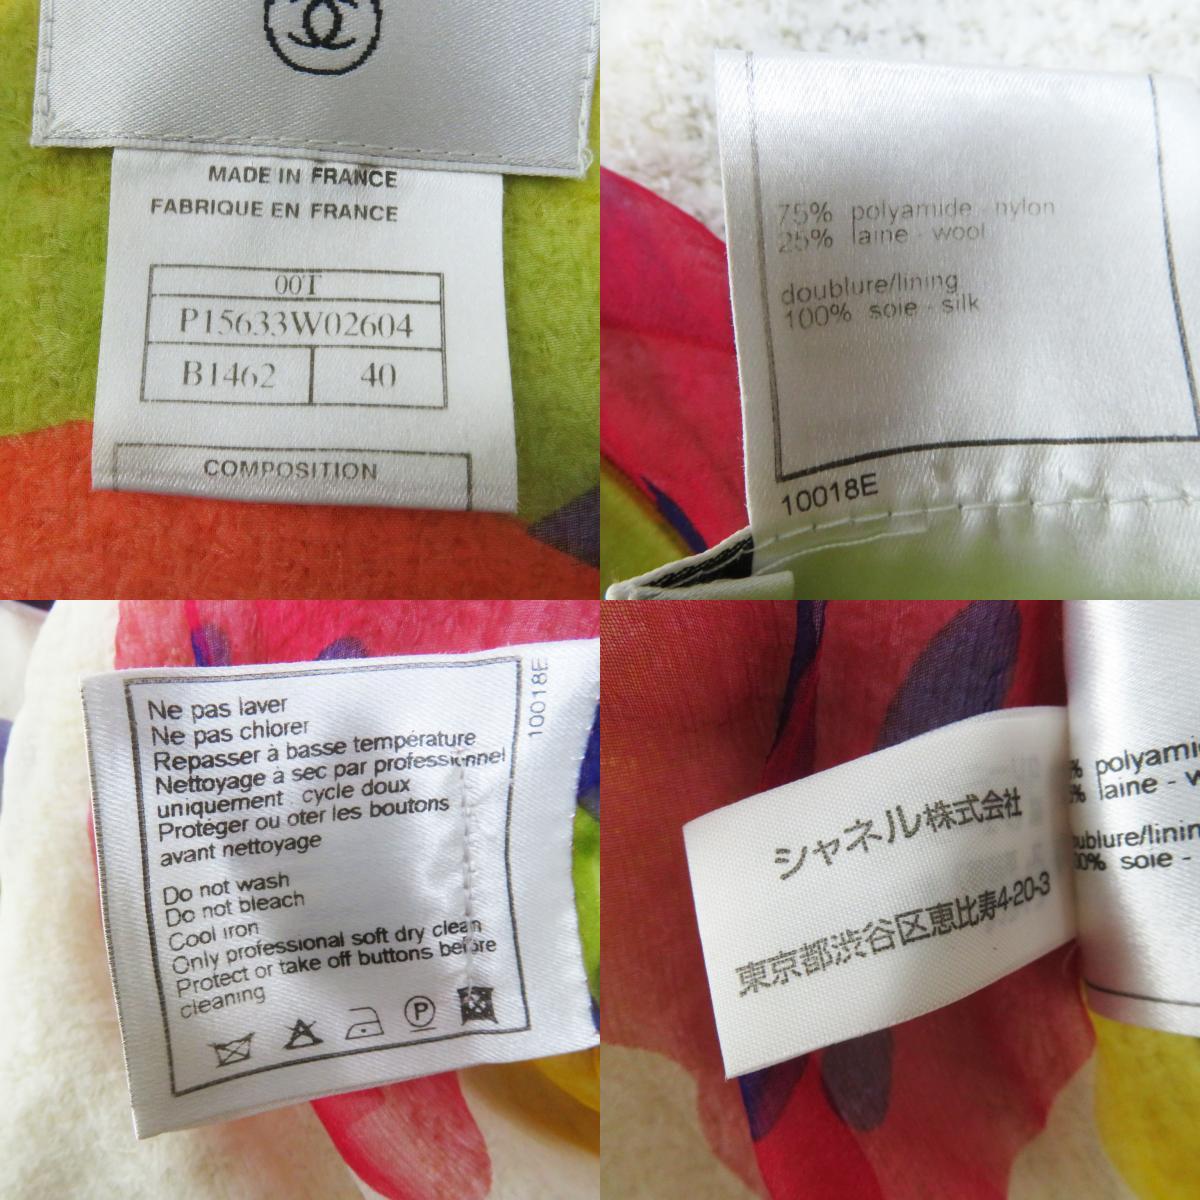 MADE IN FRANCE
FABRIQUE EN FRANCE
00T
P15633W02604
B1462 40
COMPOSITION
75% polyamide - nylon
25% laine - wool
doublure/lining
100% soie - silk
10018E
Ne pas laver
Ne pas chlorer
Repasser à basse température
Nettoyage à sec par professionnel
uniquement cycle doux
Protéger ou oter les boutons
avant nettoyage
Do not wash
Do not bleach
Cool iron
Only professional soft dry clean
Protect or take off buttons before
cleaning
P
10018E
シャネル株式会社
東京都渋谷区恵比寿4-20-3
% polyami
% laine - w
oublure/linin
00% soie -